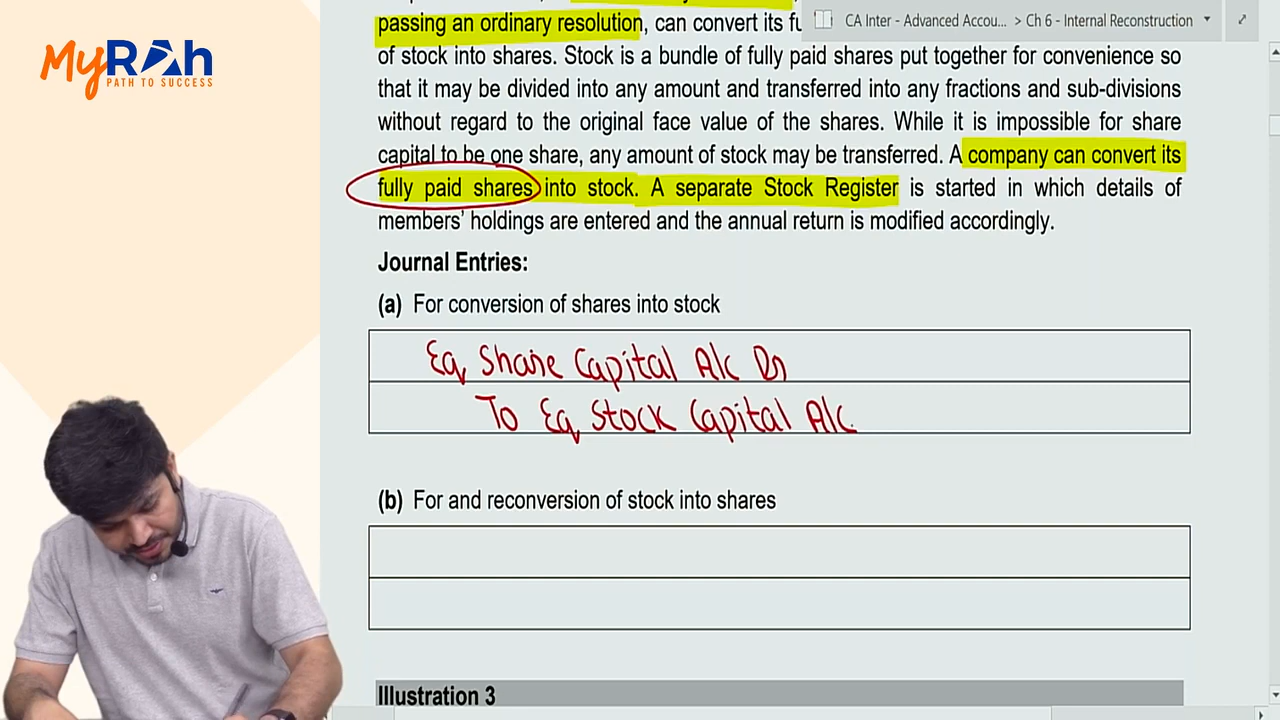 MyRAh
PATH TO SUCCESS
CA Inter - Advanced Accou... > Ch 6 - Internal Reconstruction
passing an ordinary resolution, can convert its fu
of stock into shares. Stock is a bundle of fully paid shares put together for convenience so
that it may be divided into any amount and transferred into any fractions and sub-divisions
without regard to the original face value of the shares. While it is impossible for share
capital to be one share, any amount of stock may be transferred. A company can convert its
fully paid shares into stock. A separate Stock Register is started in which details of
members' holdings are entered and the annual return is modified accordingly.
Journal Entries:
(a) For conversion of shares into stock
Eq Share Capital A/c Dr
To Eq Stock Capital A/c
(b) For and reconversion of stock into shares
Illustration 3